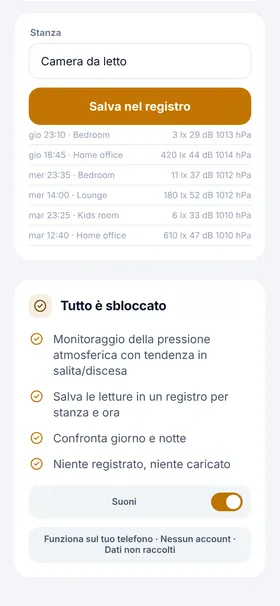 Stanza
Camera da letto
Salva nel registro
gio 23:10 · Bedroom 3 lx 29 dB 1013 hPa
gio 18:45 · Home office 420 lx 44 dB 1014 hPa
mer 23:35 · Bedroom 11 lx 37 dB 1012 hPa
mer 14:00 · Lounge 180 lx 52 dB 1012 hPa
mar 23:25 · Kids room 6 lx 33 dB 1010 hPa
mar 12:40 · Home office 610 lx 47 dB 1010 hPa
Tutto è sbloccato
Monitoraggio della pressione
atmosferica con tendenza in
salita/discesa
Salva le letture in un registro per
stanza e ora
Confronta giorno e notte
Niente registrato, niente caricato
Suoni
Funziona sul tuo telefono · Nessun account ·
Dati non raccolti